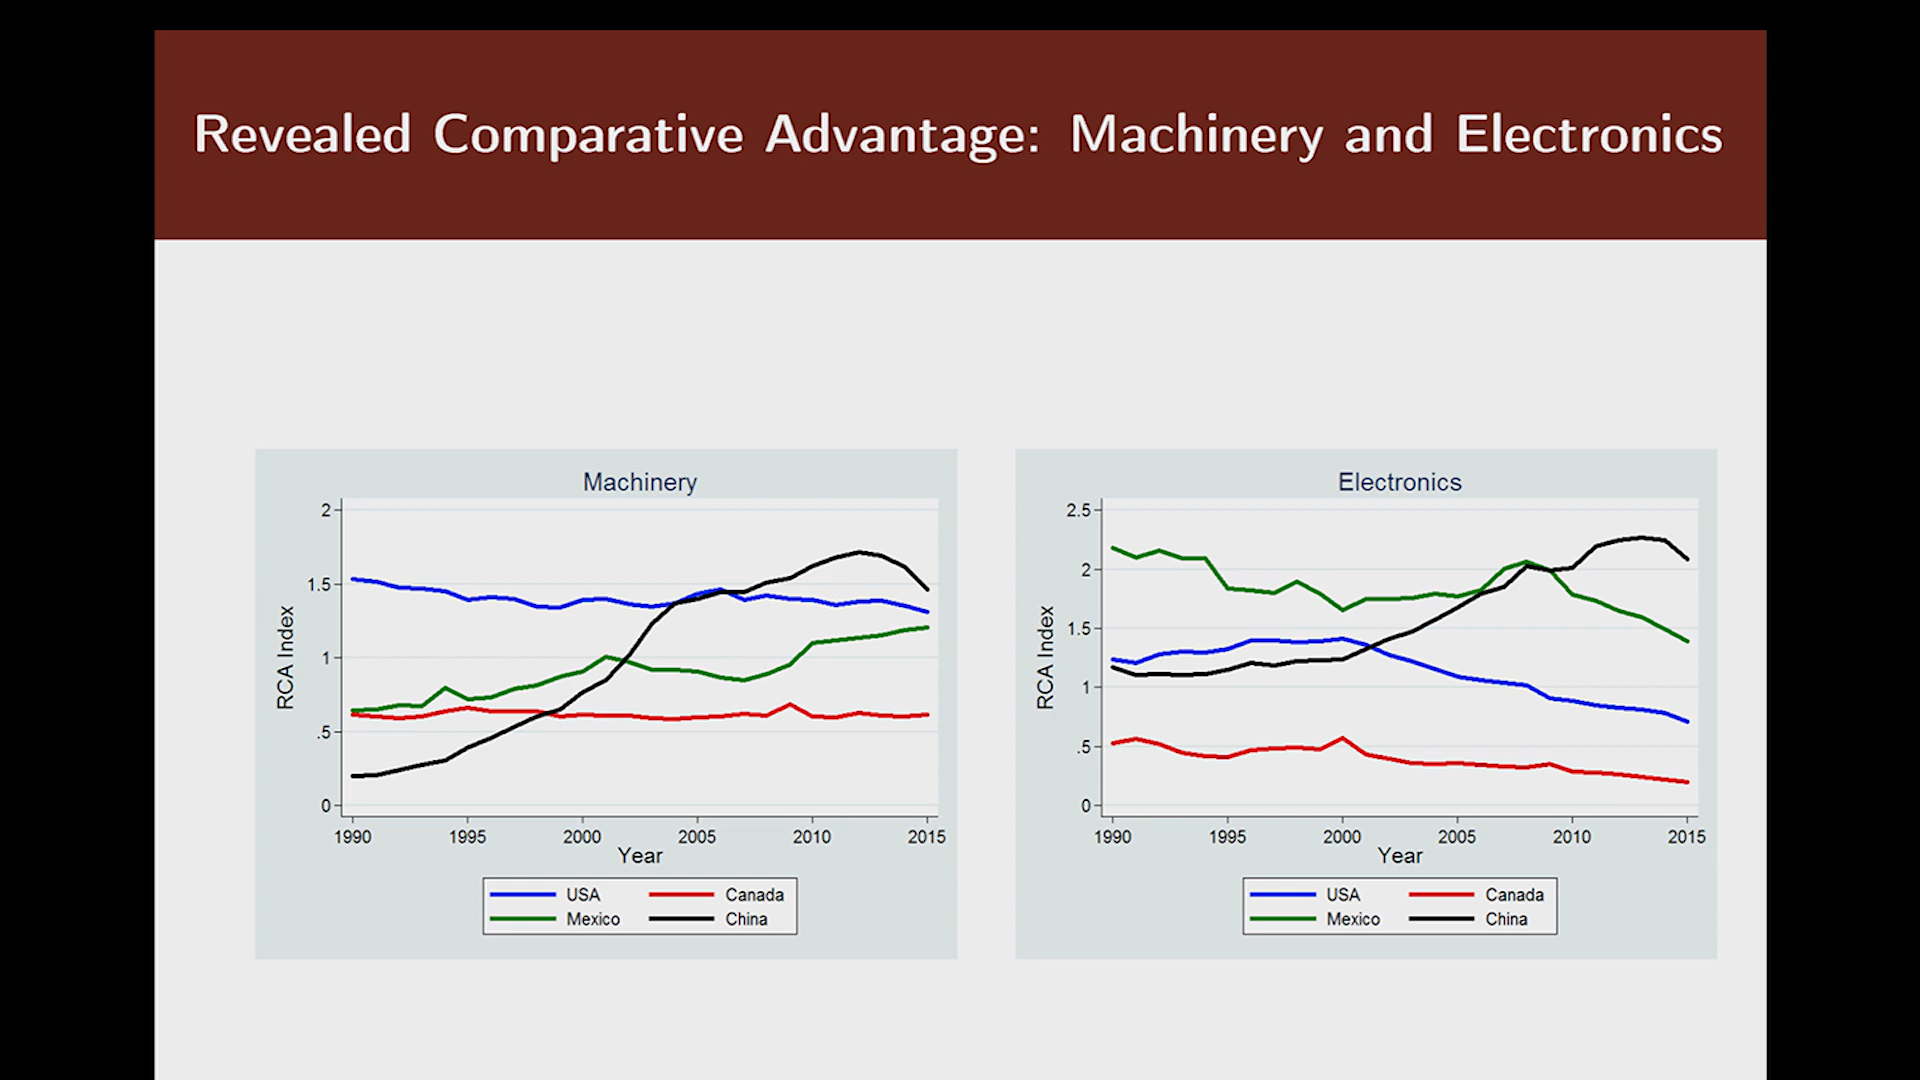 Revealed Comparative Advantage: Machinery and Electronics
Machinery
2
1.5
1
.5
0
RCA Index
1990 1995 2000 2005 2010 2015
Year
USA Canada
Mexico China
Electronics
2.5
2
1.5
1
.5
0
RCA Index
1990 1995 2000 2005 2010 2015
Year
USA Canada
Mexico China